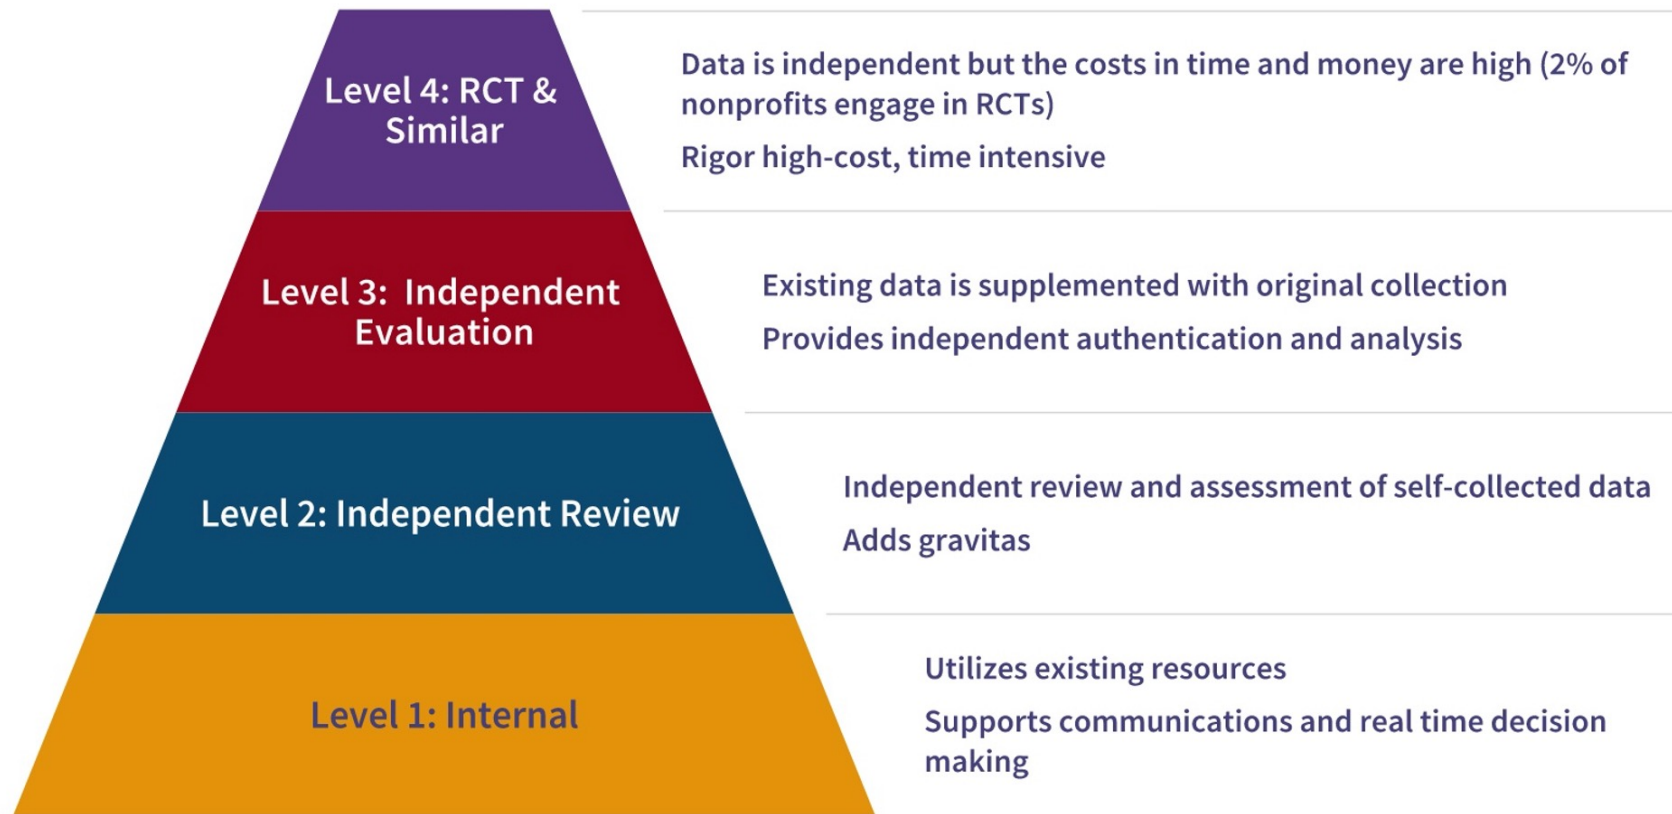 Level 4: RCT &
Similar
Data is independent but the costs in time and money are high (2% of
nonprofits engage in RCTs)
Rigor high-cost, time intensive
Level 3:  Independent
Evaluation
Existing data is supplemented with original collection
Provides independent authentication and analysis
Level 2: Independent Review
Independent review and assessment of self-collected data
Adds gravitas
Level 1: Internal
Utilizes existing resources
Supports communications and real time decision
making